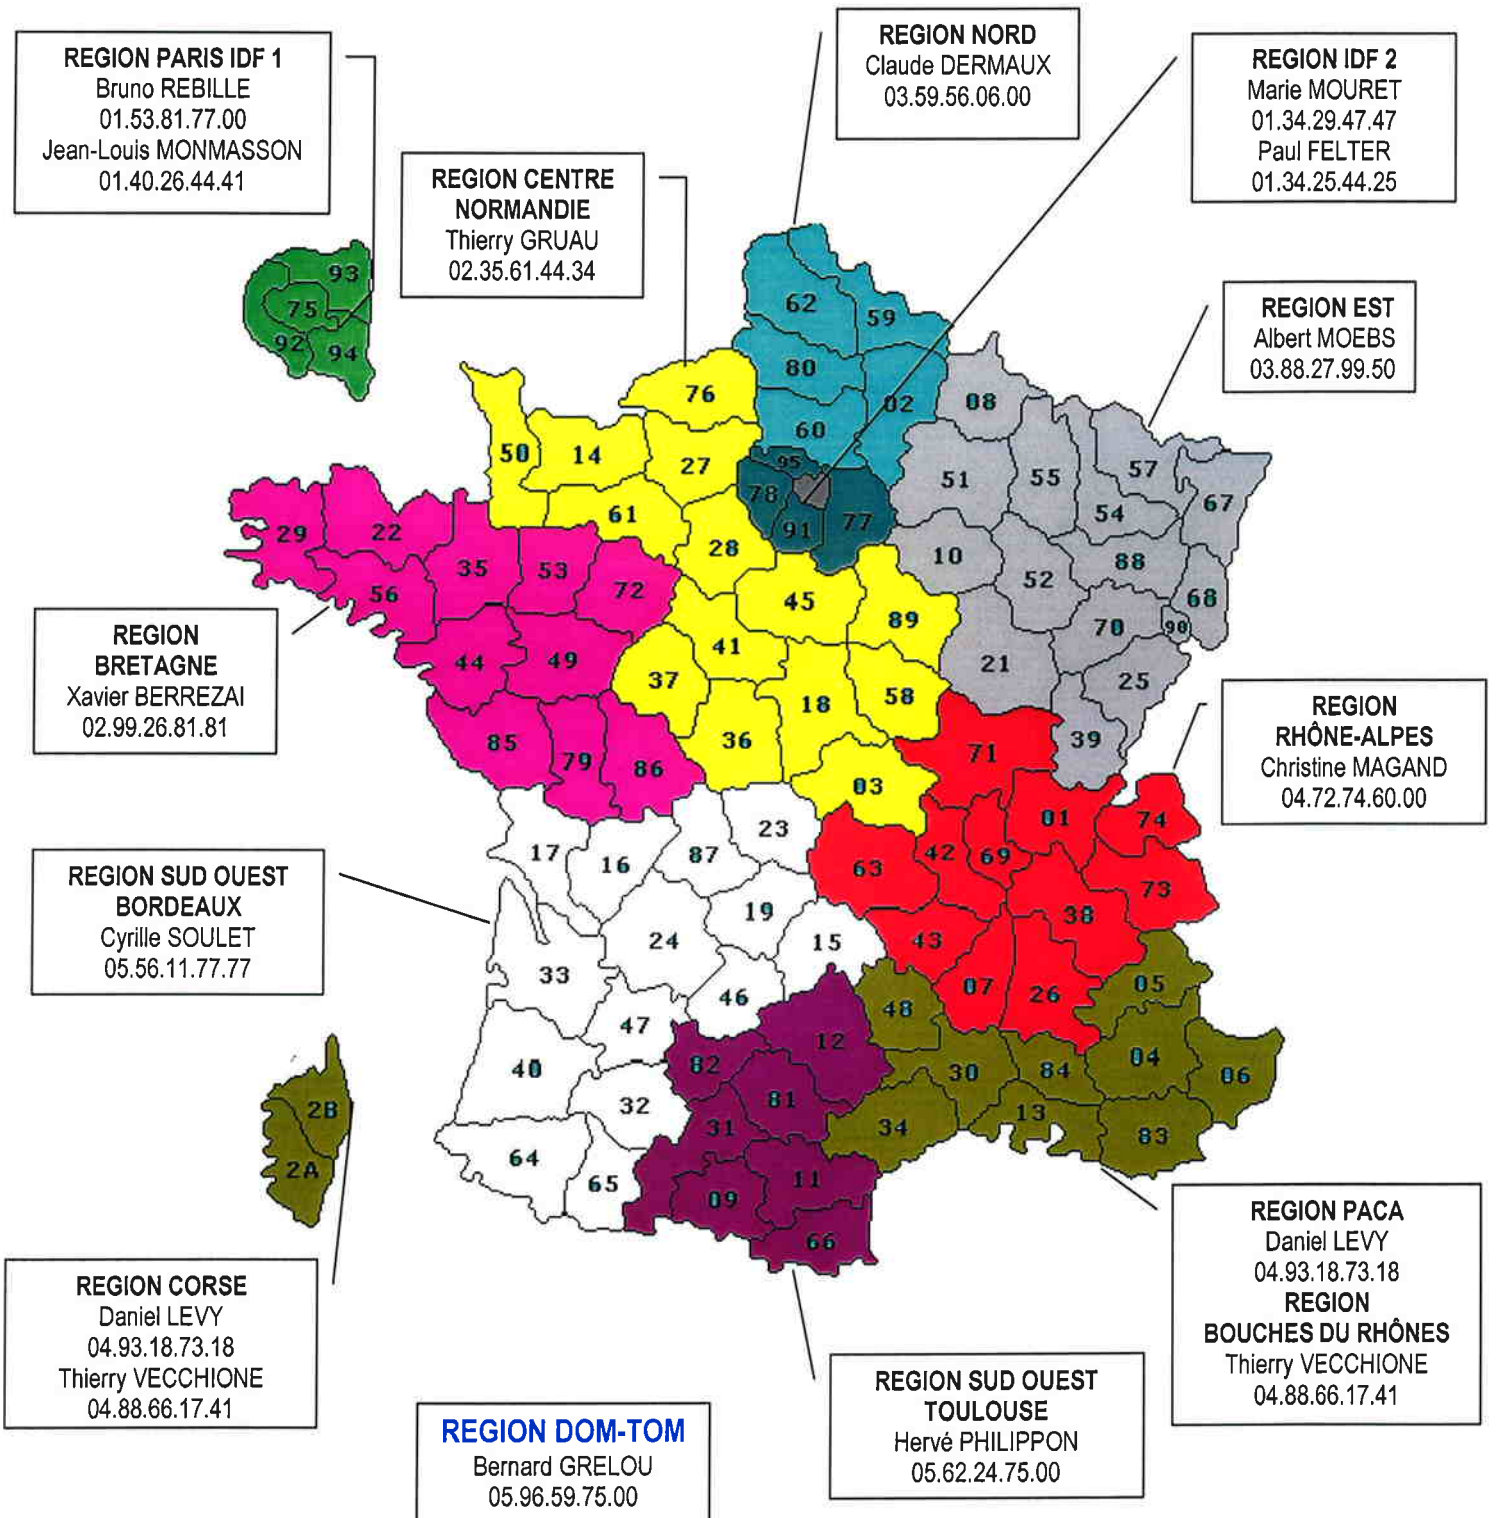 REGION PARIS IDF 1
Bruno REBILLE
01.53.81.77.00
Jean-Louis MONMASSON
01.40.26.44.41
REGION NORD
Claude DERMAUX
03.59.56.06.00
REGION IDF 2
Marie MOURET
01.34.29.47.47
Paul FELTER
01.34.25.44.25
REGION CENTRE
NORMANDIE
Thierry GRUAU
02.35.61.44.34
REGION EST
Albert MOEBS
03.88.27.99.50
93
75
92
94
62
59
80
02
60
76
50
14
27
61
28
95
78
91
77
08
51
55
57
67
54
10
52
88
68
70
90
21
25
39
29
22
35
53
72
56
44
49
85
79
86
45
89
41
37
18
58
36
03
REGION
BRETAGNE
Xavier BERREZAI
02.99.26.81.81
REGION
RHÔNE-ALPES
Christine MAGAND
04.72.74.60.00
71
01
74
42
69
63
73
38
43
07
26
17
16
87
23
19
24
15
33
46
47
40
32
64
65
REGION SUD OUEST
BORDEAUX
Cyrille SOULET
05.56.11.77.77
12
82
81
31
11
09
66
48
05
04
06
30
84
13
34
83
2B
2A
REGION CORSE
Daniel LEVY
04.93.18.73.18
Thierry VECCHIONE
04.88.66.17.41
REGION PACA
Daniel LEVY
04.93.18.73.18
REGION
BOUCHES DU RHÔNES
Thierry VECCHIONE
04.88.66.17.41
REGION SUD OUEST
TOULOUSE
Hervé PHILIPPON
05.62.24.75.00
REGION DOM-TOM
Bernard GRELOU
05.96.59.75.00